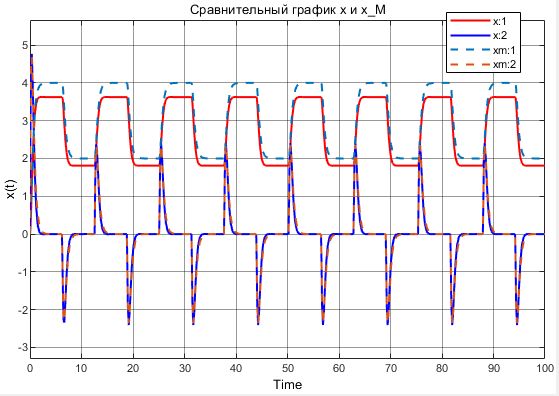 Сравнительный график x и x_M
x:1
x:2
xm:1
xm:2
x(t)
5
4
3
2
1
0
-1
-2
-3
0 10 20 30 40 50 60 70 80 90 100
Time